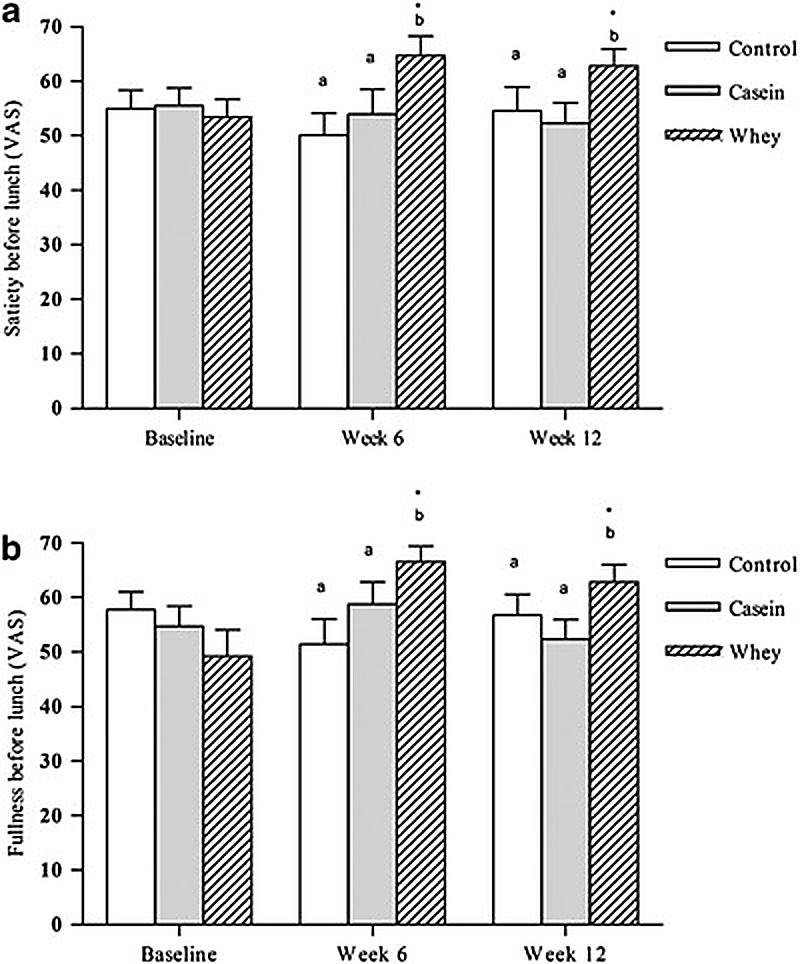 a
Satiety before lunch (VAS)
70
60
50
40
30
20
10
0
a
a
b
a
a
b
Baseline
Week 6
Week 12
Control
Casein
Whey
b
Fullness before lunch (VAS)
70
60
50
40
30
20
10
0
a
a
b
a
a
b
Baseline
Week 6
Week 12
Control
Casein
Whey